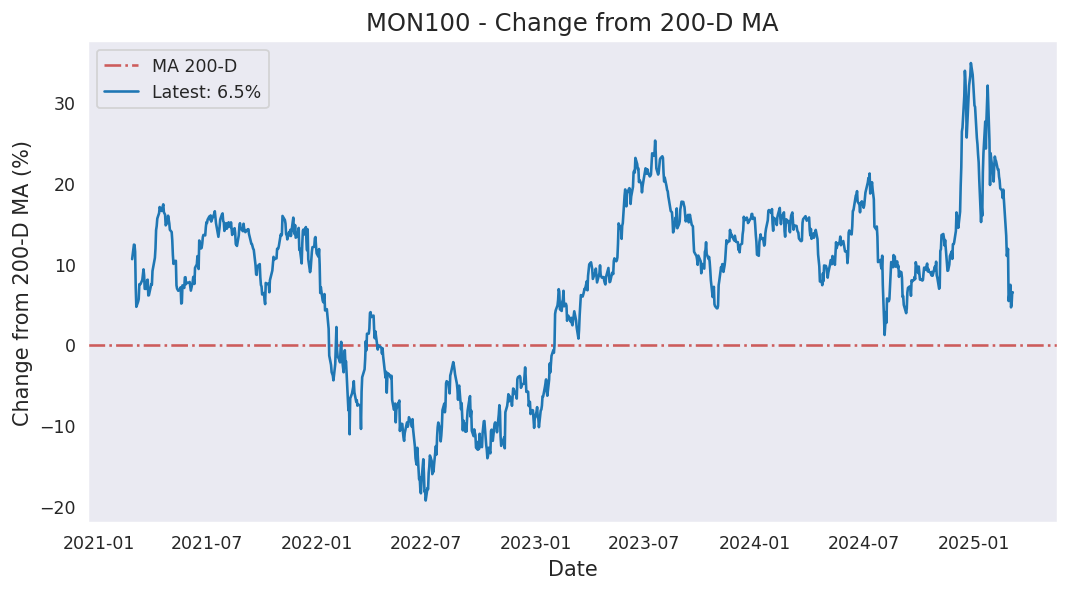 MON100 - Change from 200-D MA
MA 200-D
Latest: 6.5%
Change from 200-D MA (%)
30
20
10
0
−10
−20
2021-01 2021-07 2022-01 2022-07 2023-01 2023-07 2024-01 2024-07 2025-01
Date